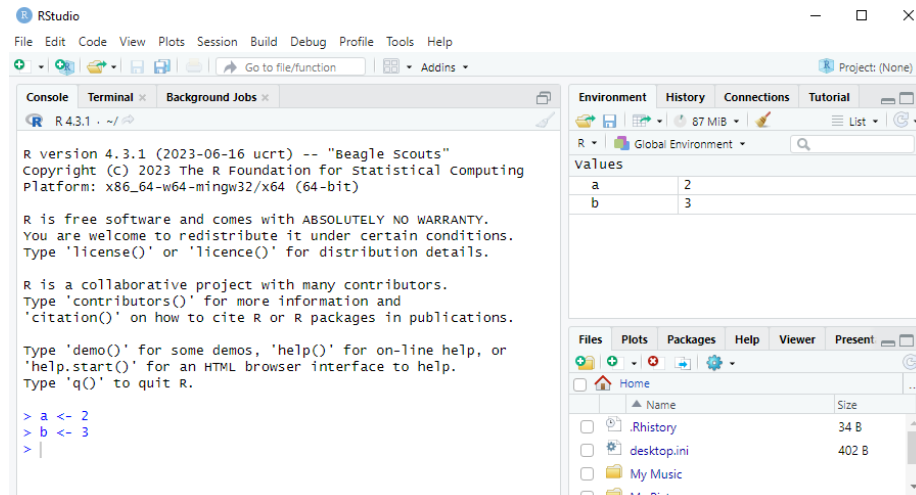 RStudio
File Edit Code View Plots Session Build Debug Profile Tools Help
Go to file/function Addins Project: (None)
Console Terminal Background Jobs
R 4.3.1 · ~/
R version 4.3.1 (2023-06-16 ucrt) -- "Beagle Scouts"
Copyright (C) 2023 The R Foundation for Statistical Computing
Platform: x86_64-w64-mingw32/x64 (64-bit)
R is free software and comes with ABSOLUTELY NO WARRANTY.
You are welcome to redistribute it under certain conditions.
Type 'license()' or 'licence()' for distribution details.
R is a collaborative project with many contributors.
Type 'contributors()' for more information and
'citation()' on how to cite R or R packages in publications.
Type 'demo()' for some demos, 'help()' for on-line help, or
'help.start()' for an HTML browser interface to help.
Type 'q()' to quit R.
> a <- 2
> b <- 3
>
Environment History Connections Tutorial
87 MiB List
R Global Environment
Values
a 2
b 3
Files Plots Packages Help Viewer Present
Home
Name Size
.Rhistory 34 B
desktop.ini 402 B
My Music